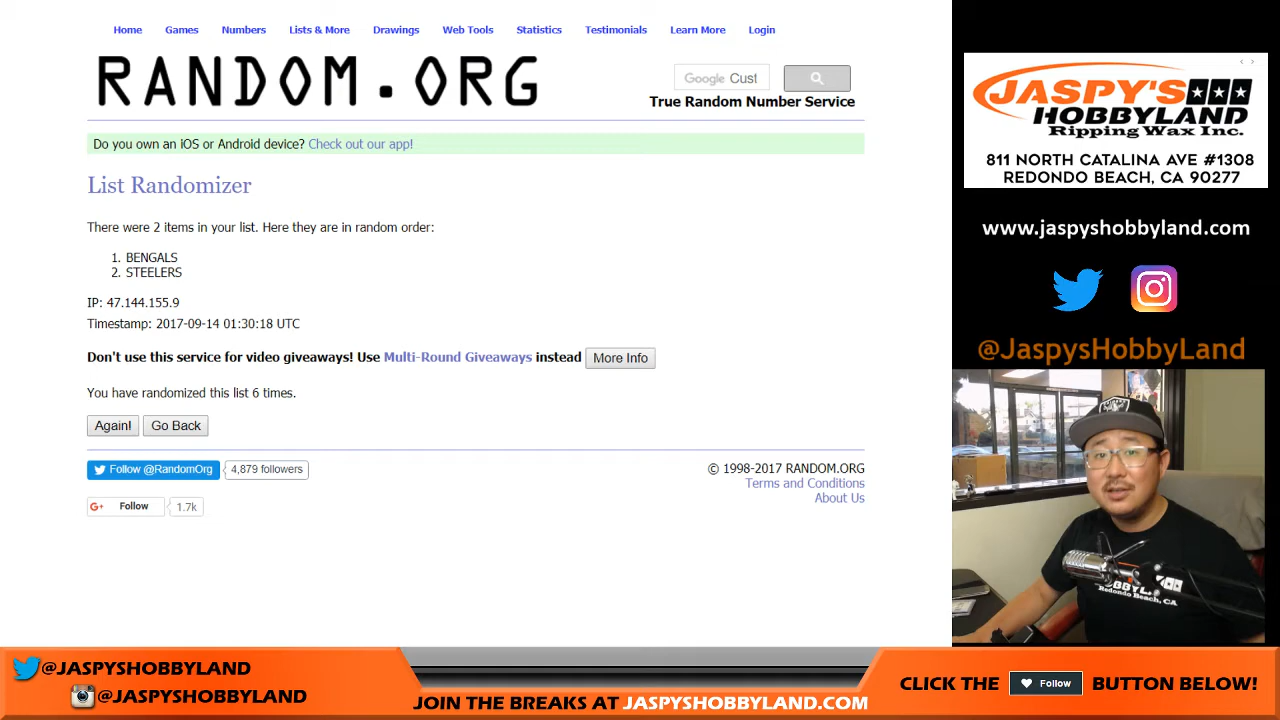 Home Games Numbers Lists & More Drawings Web Tools Statistics Testimonials Learn More Login
RANDOM.ORG
Google Cust
True Random Number Service
Do you own an iOS or Android device? Check out our app!
List Randomizer
There were 2 items in your list. Here they are in random order:
1. BENGALS
2. STEELERS
IP: 47.144.155.9
Timestamp: 2017-09-14 01:30:18 UTC
Don't use this service for video giveaways! Use Multi-Round Giveaways instead More Info
You have randomized this list 6 times.
Again! Go Back
Follow @RandomOrg 4,879 followers
G+ Follow 1.7k
© 1998-2017 RANDOM.ORG
Terms and Conditions
About Us
JASPY'S
HOBBYLAND
Ripping Wax Inc.
811 NORTH CATALINA AVE #1308
REDONDO BEACH, CA 90277
www.jaspyshobbyland.com
@JaspysHobbyLand
Redondo Beach, CA
@JASPYSHOBBYLAND
@JASPYSHOBBYLAND
JOIN THE BREAKS AT JASPYSHOBBYLAND.COM
CLICK THE Follow BUTTON BELOW!